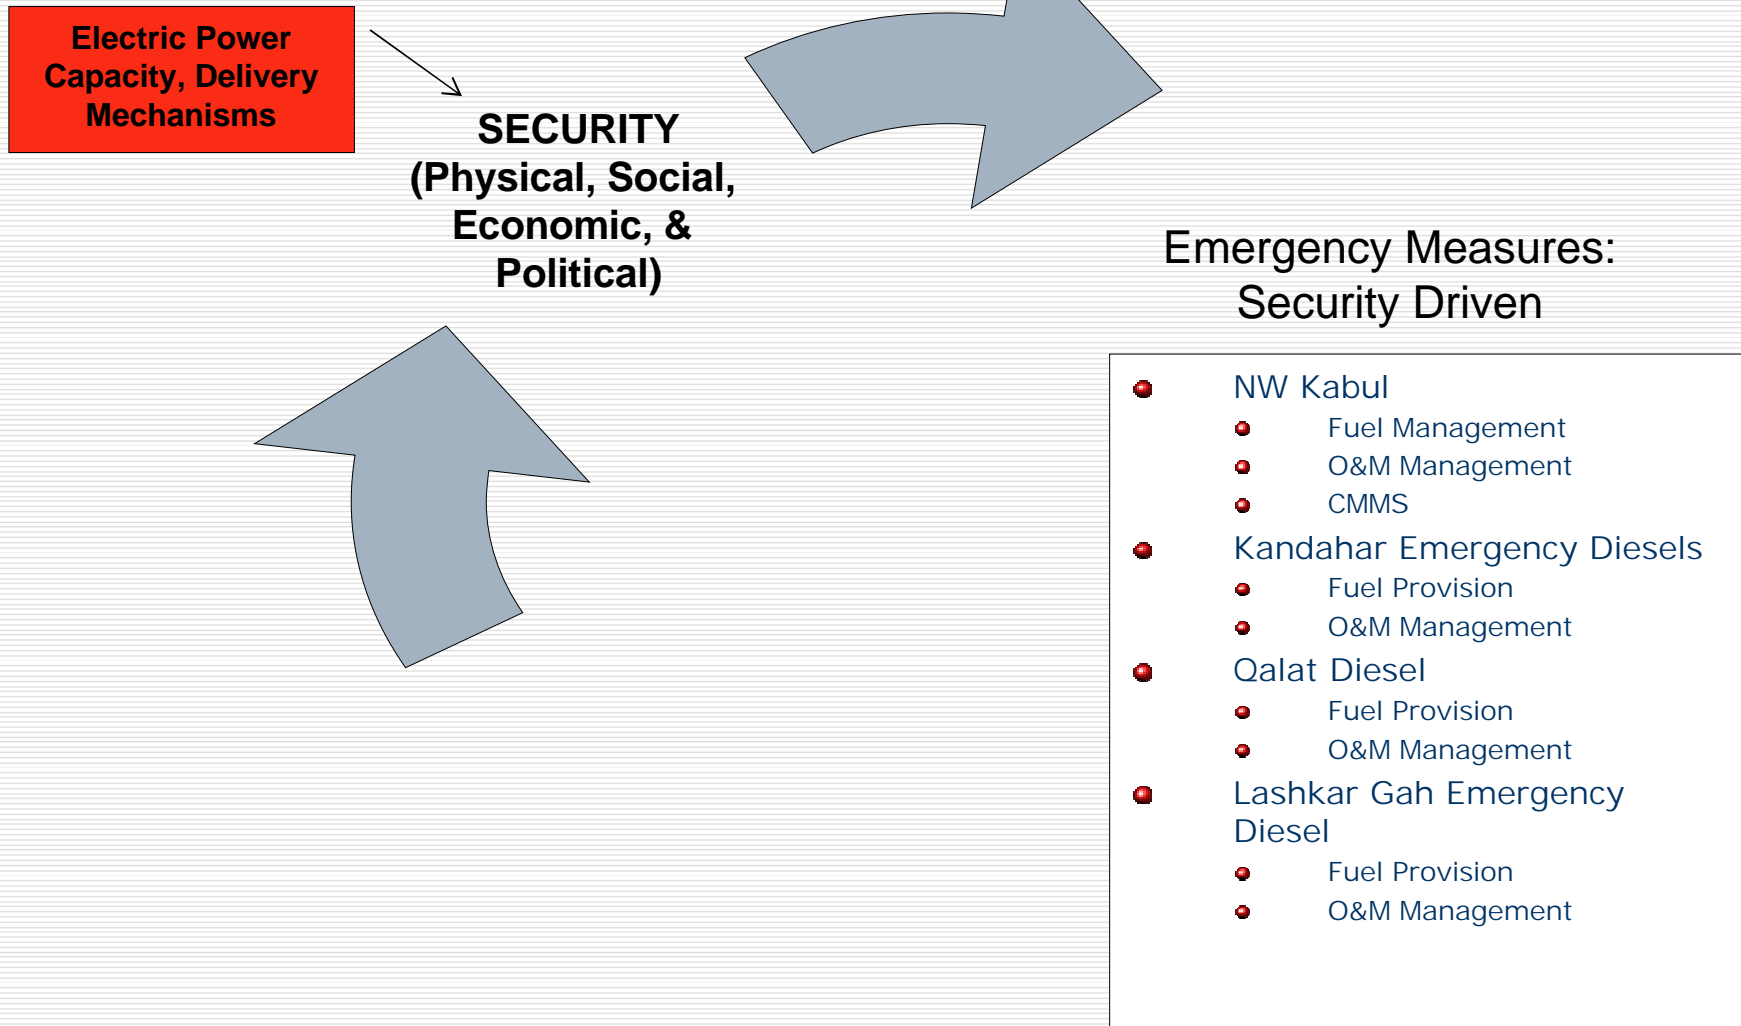 Electric Power
Capacity, Delivery
Mechanisms
SECURITY
(Physical, Social,
Economic, &
Political)
Emergency Measures:
Security Driven
NW Kabul
Fuel Management
O&M Management
CMMS
Kandahar Emergency Diesels
Fuel Provision
O&M Management
Qalat Diesel
Fuel Provision
O&M Management
Lashkar Gah Emergency
Diesel
Fuel Provision
O&M Management